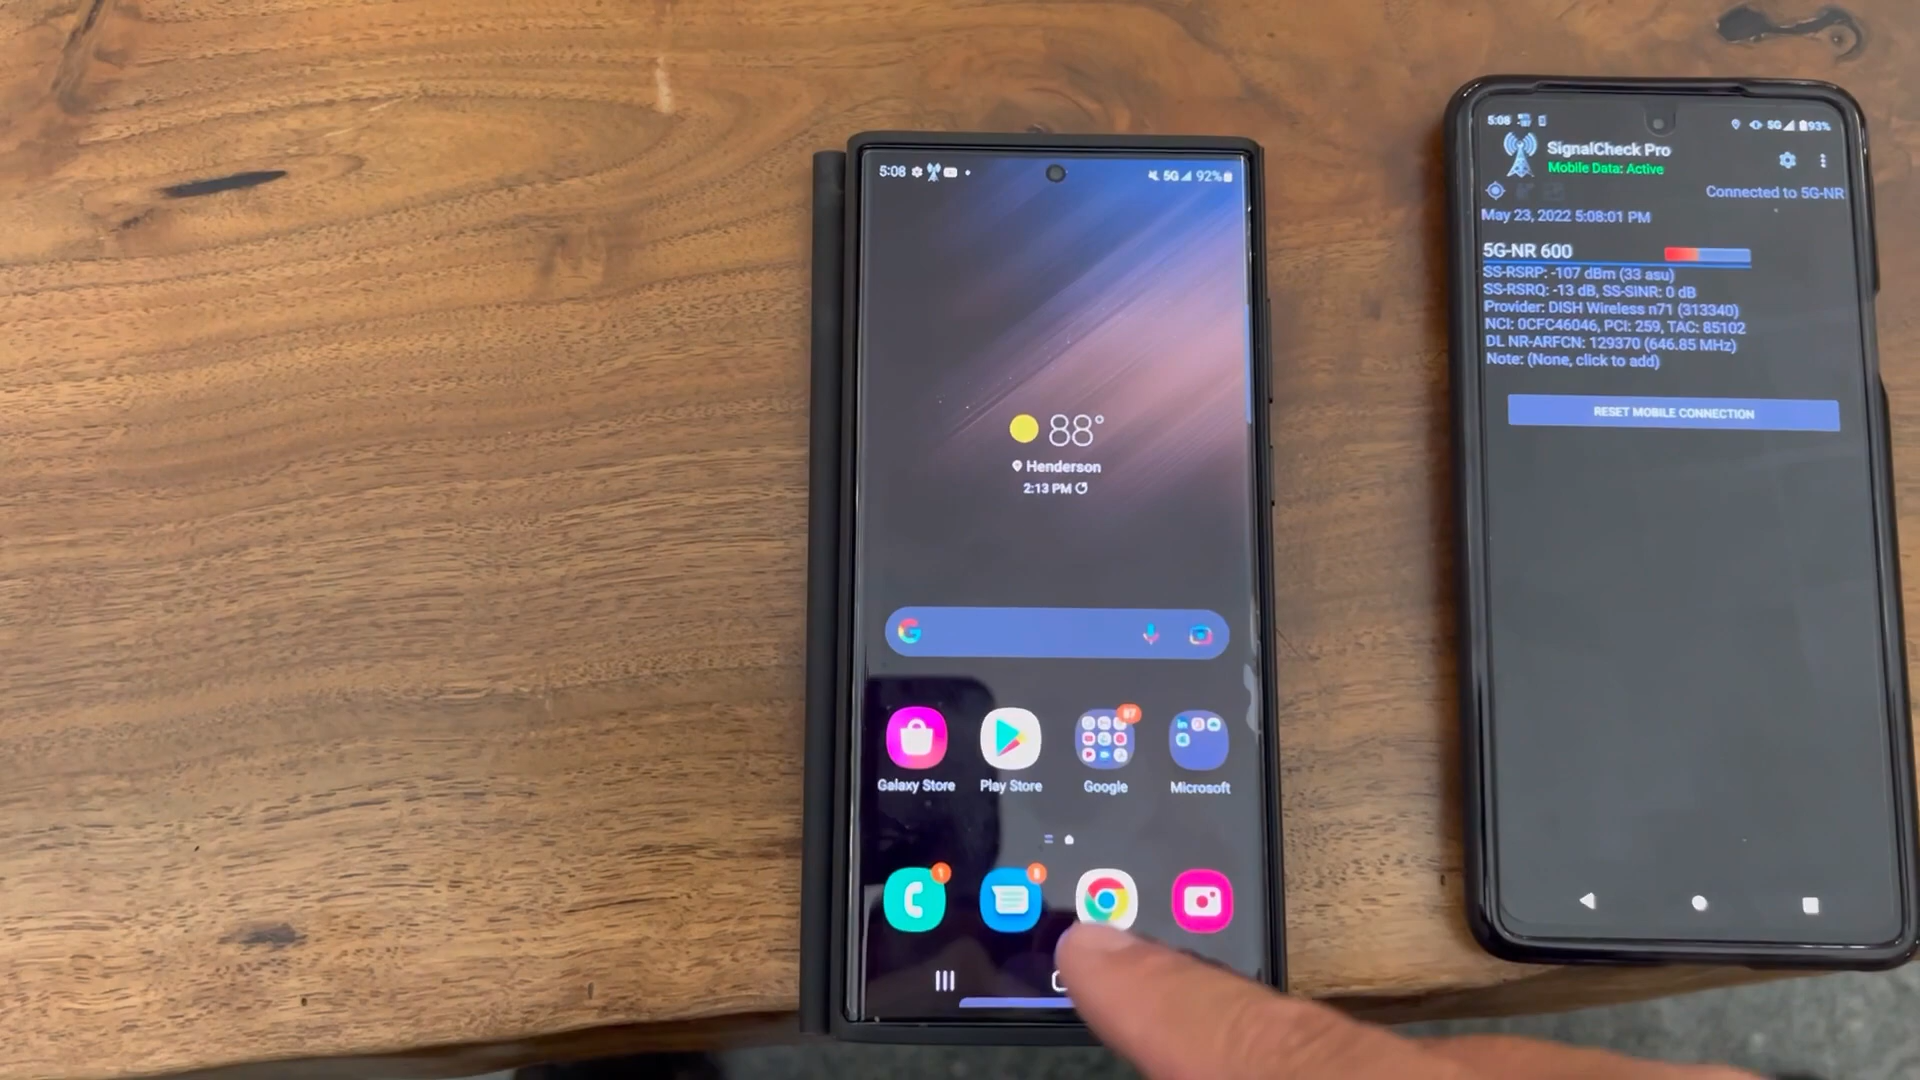 5:08
5G 92%
88°
Henderson
2:13 PM
87
Galaxy Store
Play Store
Google
Microsoft
1
8
5:08
5G 93%
SignalCheck Pro
Mobile Data: Active
Connected to 5G-NR
May 23, 2022 5:08:01 PM
5G-NR 600
SS-RSRP: -107 dBm (33 asu)
SS-RSRQ: -13 dB, SS-SINR: 0 dB
Provider: DISH Wireless n71 (313340)
NCI: 0CFC46046, PCI: 259, TAC: 85102
DL NR-ARFCN: 129370 (646.85 MHz)
Note: (None, click to add)
RESET MOBILE CONNECTION